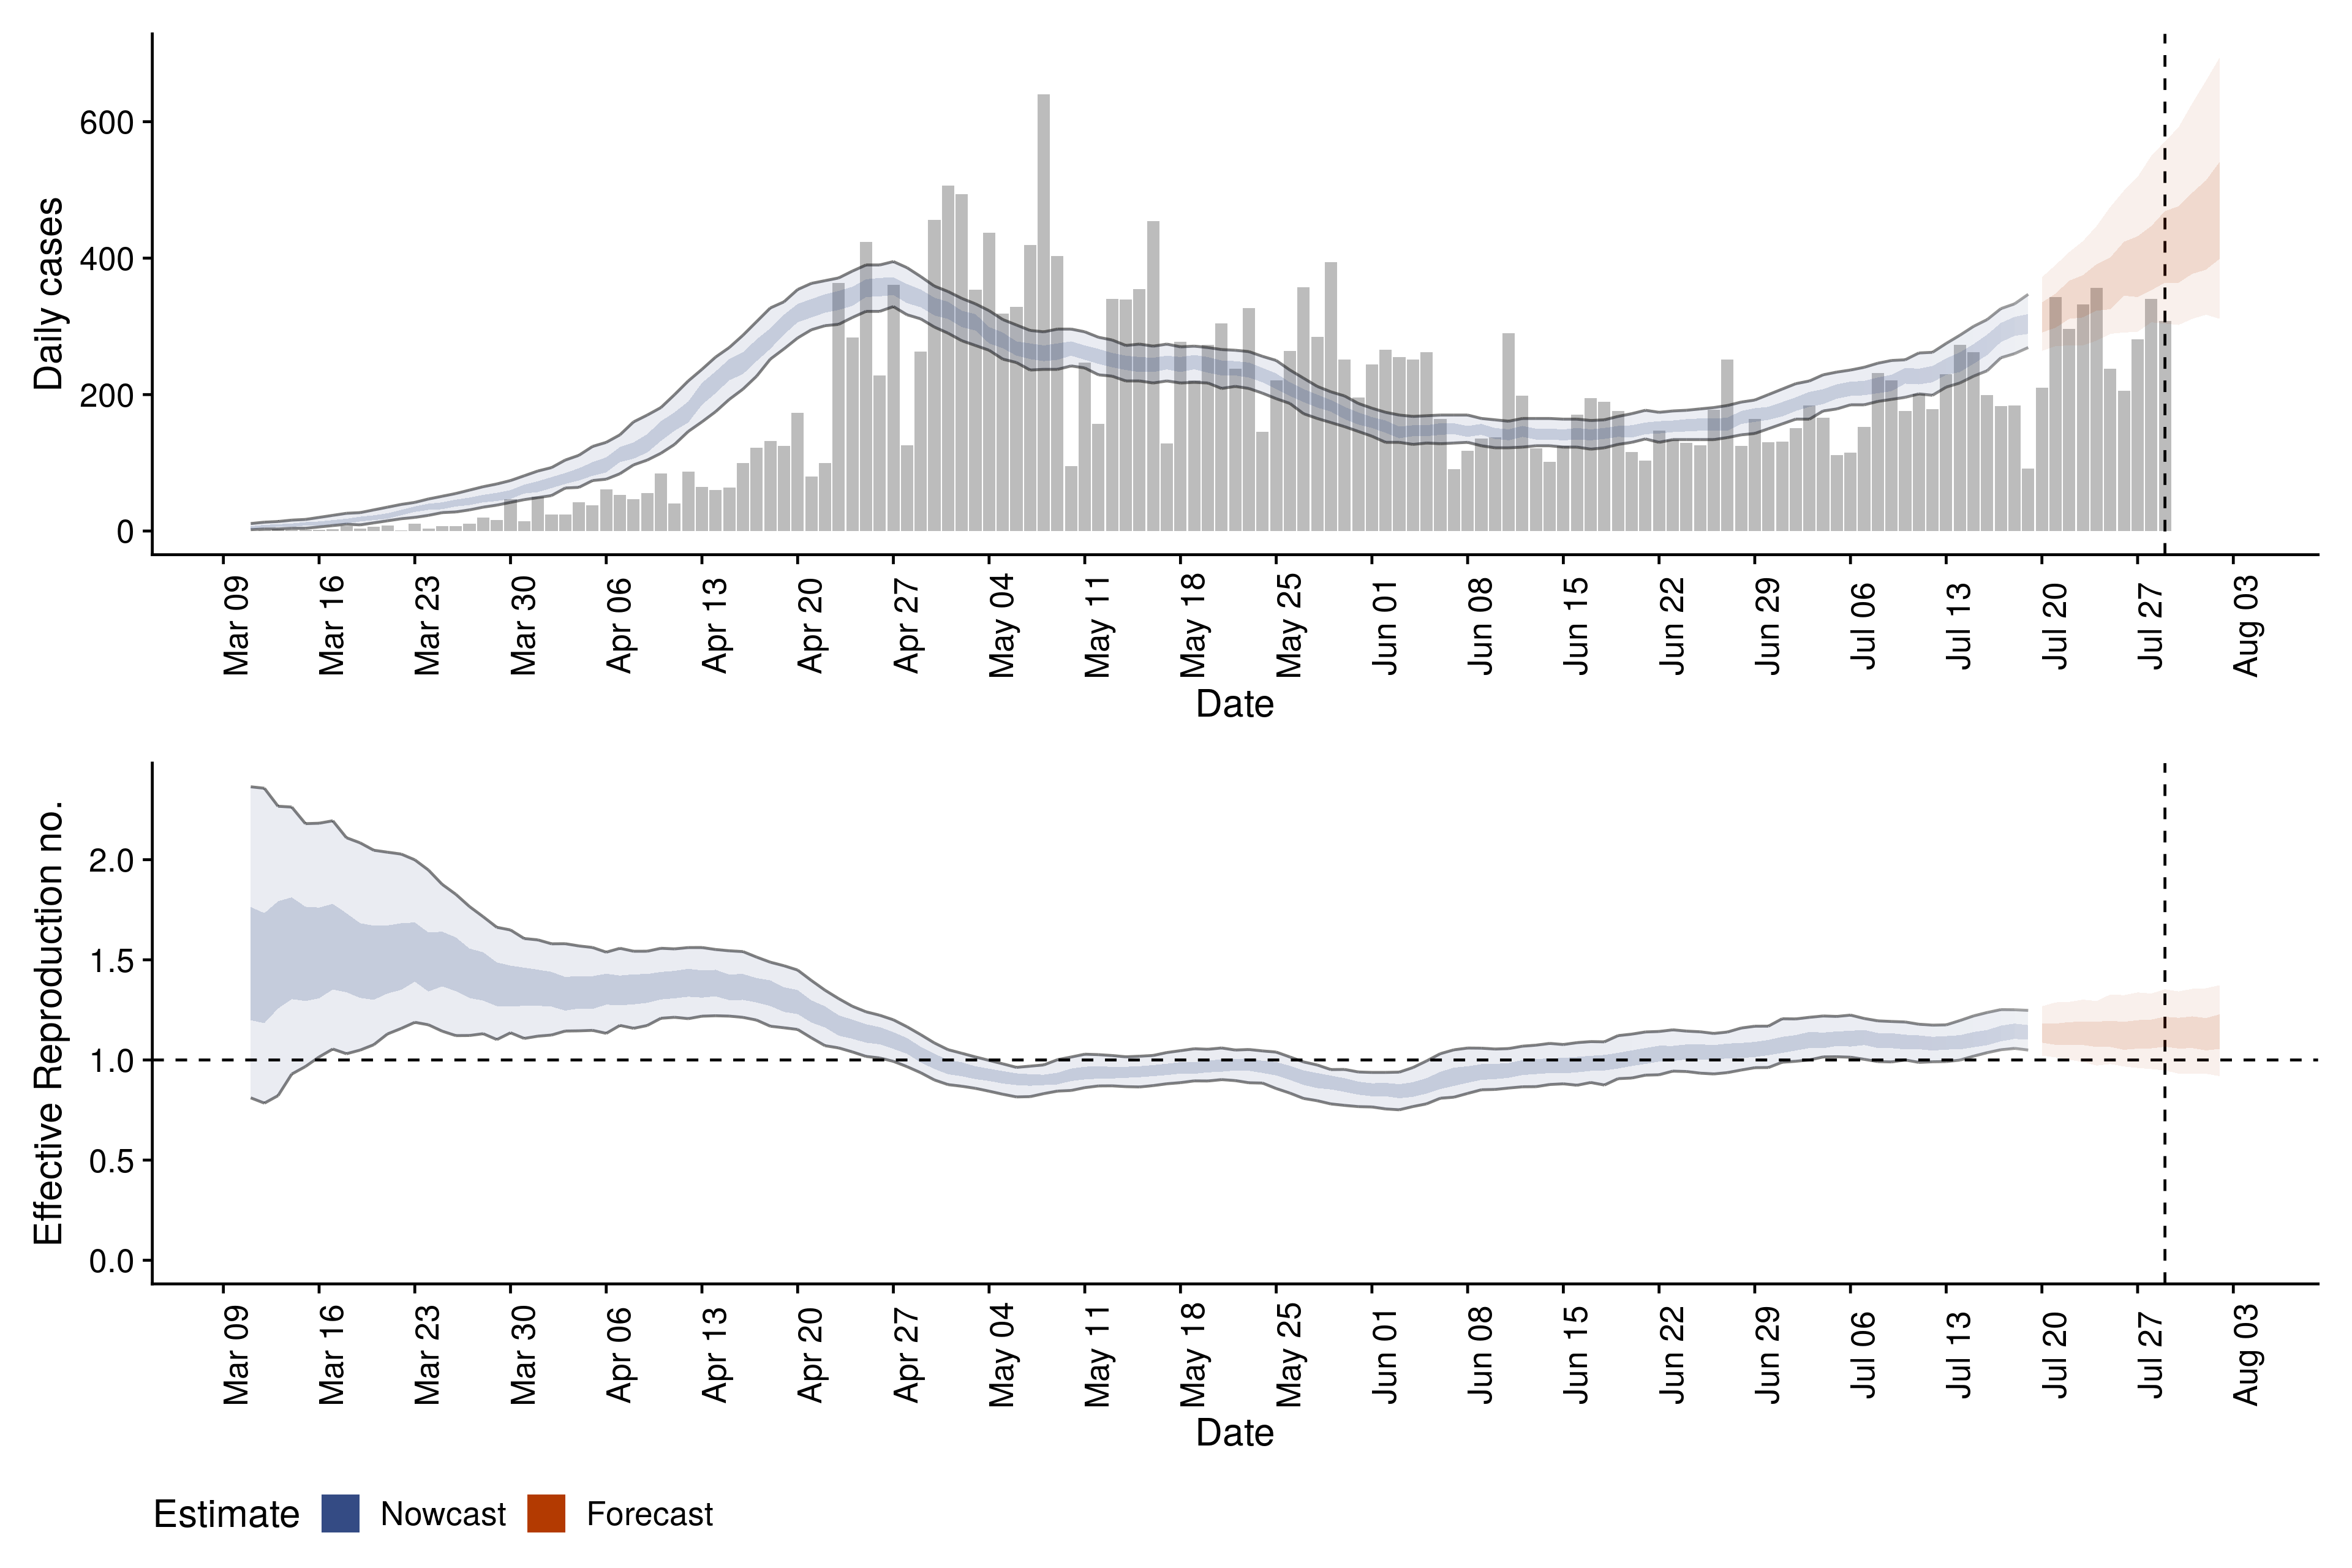 Daily cases
600
400
200
0
Mar 09 Mar 16 Mar 23 Mar 30 Apr 06 Apr 13 Apr 20 Apr 27 May 04 May 11 May 18 May 25 Jun 01 Jun 08 Jun 15 Jun 22 Jun 29 Jul 06 Jul 13 Jul 20 Jul 27 Aug 03
Date
Effective Reproduction no.
2.0
1.5
1.0
0.5
0.0
Mar 09 Mar 16 Mar 23 Mar 30 Apr 06 Apr 13 Apr 20 Apr 27 May 04 May 11 May 18 May 25 Jun 01 Jun 08 Jun 15 Jun 22 Jun 29 Jul 06 Jul 13 Jul 20 Jul 27 Aug 03
Date
Estimate Nowcast Forecast